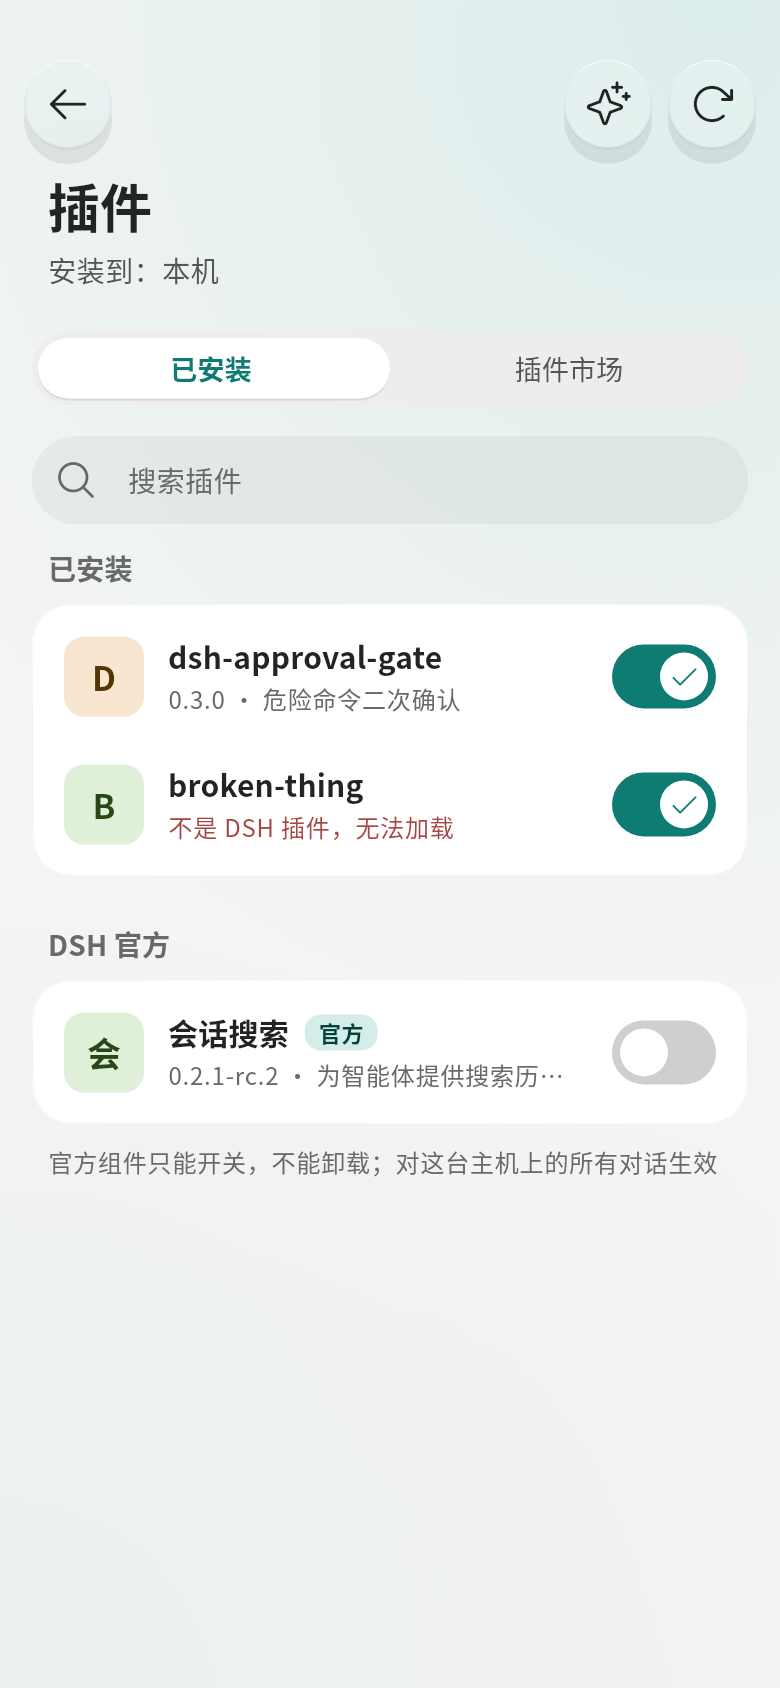 插件
安装到：本机
已安装
插件市场
搜索插件
已安装
D
dsh-approval-gate
0.3.0 · 危险命令二次确认
B
broken-thing
不是 DSH 插件，无法加载
DSH 官方
会
会话搜索 官方
0.2.1-rc.2 · 为智能体提供搜索历…
官方组件只能开关，不能卸载；对这台主机上的所有对话生效